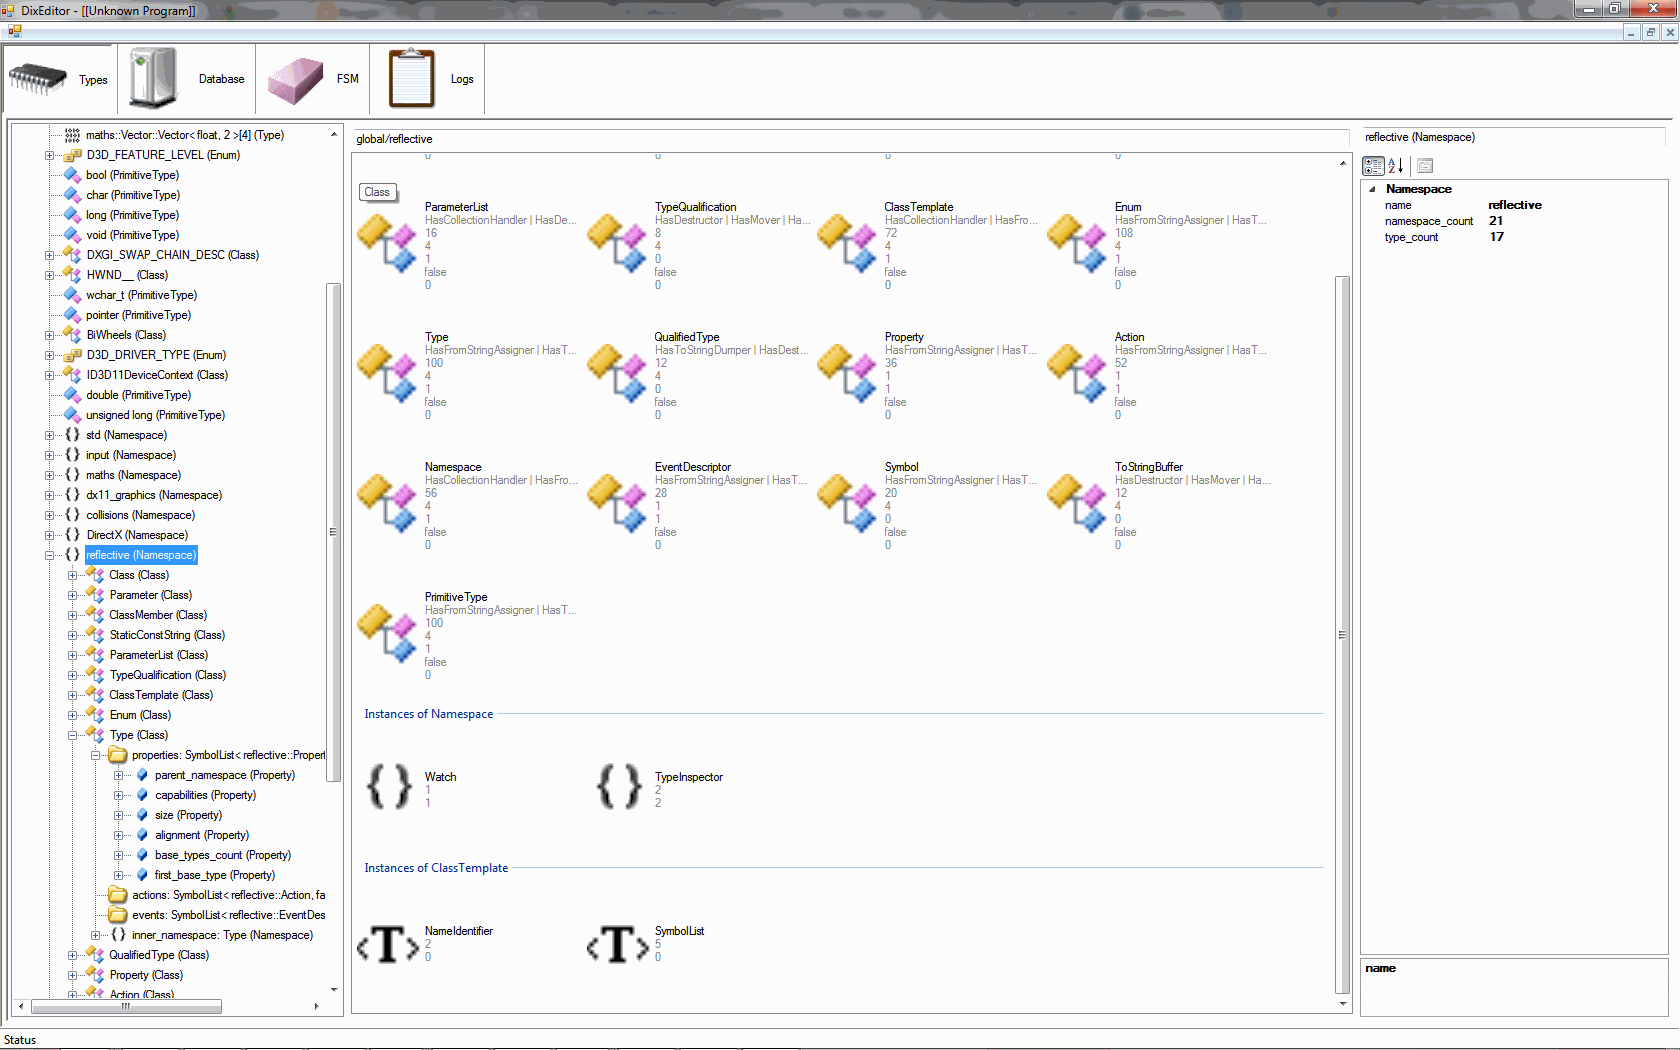 DixEditor - [[Unknown Program]]
Types
Database
FSM
Logs
maths::Vector::Vector< float, 2 >[4] (Type)
D3D_FEATURE_LEVEL (Enum)
bool (PrimitiveType)
char (PrimitiveType)
long (PrimitiveType)
void (PrimitiveType)
DXGI_SWAP_CHAIN_DESC (Class)
HWND__ (Class)
wchar_t (PrimitiveType)
pointer (PrimitiveType)
BiWheels (Class)
D3D_DRIVER_TYPE (Enum)
ID3D11DeviceContext (Class)
double (PrimitiveType)
unsigned long (PrimitiveType)
std (Namespace)
input (Namespace)
maths (Namespace)
dx11_graphics (Namespace)
collisions (Namespace)
DirectX (Namespace)
reflective (Namespace)
Class (Class)
Parameter (Class)
ClassMember (Class)
StaticConstString (Class)
ParameterList (Class)
TypeQualification (Class)
ClassTemplate (Class)
Enum (Class)
Type (Class)
properties: SymbolList< reflective::Propert
parent_namespace (Property)
capabilities (Property)
size (Property)
alignment (Property)
base_types_count (Property)
first_base_type (Property)
actions: SymbolList< reflective::Action, fa
events: SymbolList< reflective::EventDes
inner_namespace: Type (Namespace)
QualifiedType (Class)
Property (Class)
Action (Class)
global/reflective
0 0 0 0
Class
ParameterList
HasCollectionHandler | HasDe...
16
4
1
false
0
TypeQualification
HasDestructor | HasMover | Ha...
8
4
0
false
0
ClassTemplate
HasCollectionHandler | HasFro...
72
4
1
false
0
Enum
HasFromStringAssigner | HasT...
108
4
1
false
0
Type
HasFromStringAssigner | HasT...
100
4
1
false
0
QualifiedType
HasToStringDumper | HasDest...
12
4
0
false
0
Property
HasFromStringAssigner | HasT...
36
1
1
false
0
Action
HasFromStringAssigner | HasT...
52
1
1
false
0
Namespace
HasCollectionHandler | HasFro...
56
4
1
false
0
EventDescriptor
HasFromStringAssigner | HasT...
28
1
1
false
0
Symbol
HasFromStringAssigner | HasT...
20
4
0
false
0
ToStringBuffer
HasDestructor | HasMover | Ha...
12
4
0
false
0
PrimitiveType
HasFromStringAssigner | HasT...
100
4
1
false
0
Instances of Namespace
Watch
1
1
TypeInspector
2
2
Instances of ClassTemplate
<T>
NameIdentifier
2
0
<T>
SymbolList
5
0
reflective (Namespace)
Namespace
name reflective
namespace_count 21
type_count 17
name
Status